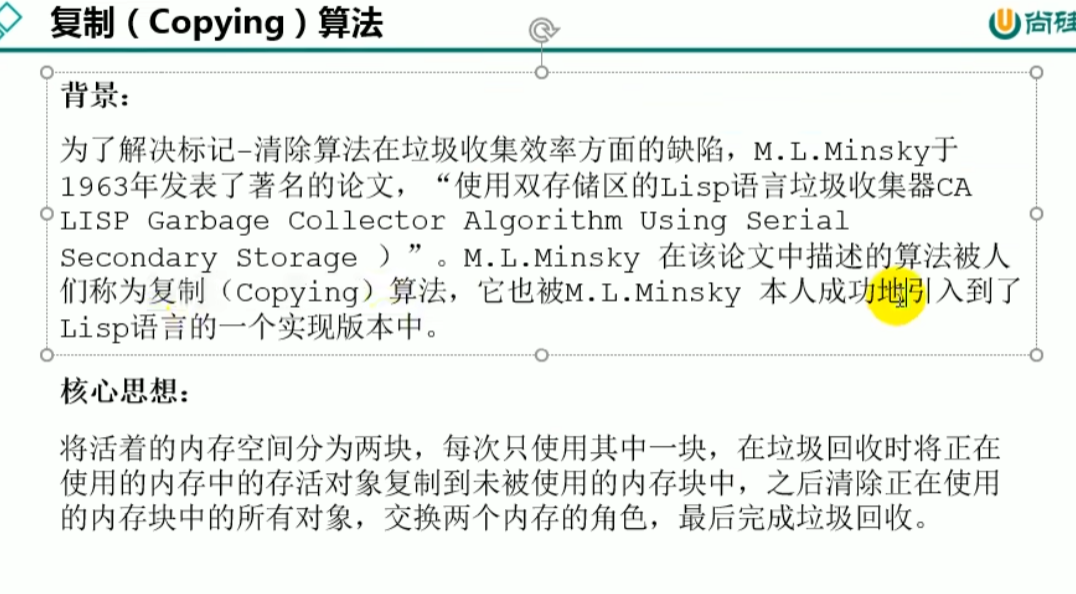 复制（Copying）算法
尚硅
背景：
为了解决标记-清除算法在垃圾收集效率方面的缺陷，M.L.Minsky于
1963年发表了著名的论文，“使用双存储区的Lisp语言垃圾收集器CA
LISP Garbage Collector Algorithm Using Serial
Secondary Storage ）”。M.L.Minsky 在该论文中描述的算法被人
们称为复制（Copying）算法，它也被M.L.Minsky 本人成功地引入到了
Lisp语言的一个实现版本中。
核心思想：
将活着的内存空间分为两块，每次只使用其中一块，在垃圾回收时将正在
使用的内存中的存活对象复制到未被使用的内存块中，之后清除正在使用
的内存块中的所有对象，交换两个内存的角色，最后完成垃圾回收。